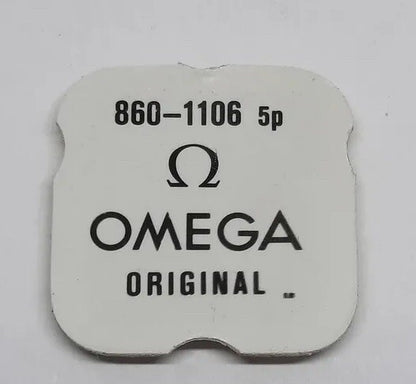 860–1106 5p
Ω
OMEGA
ORIGINAL